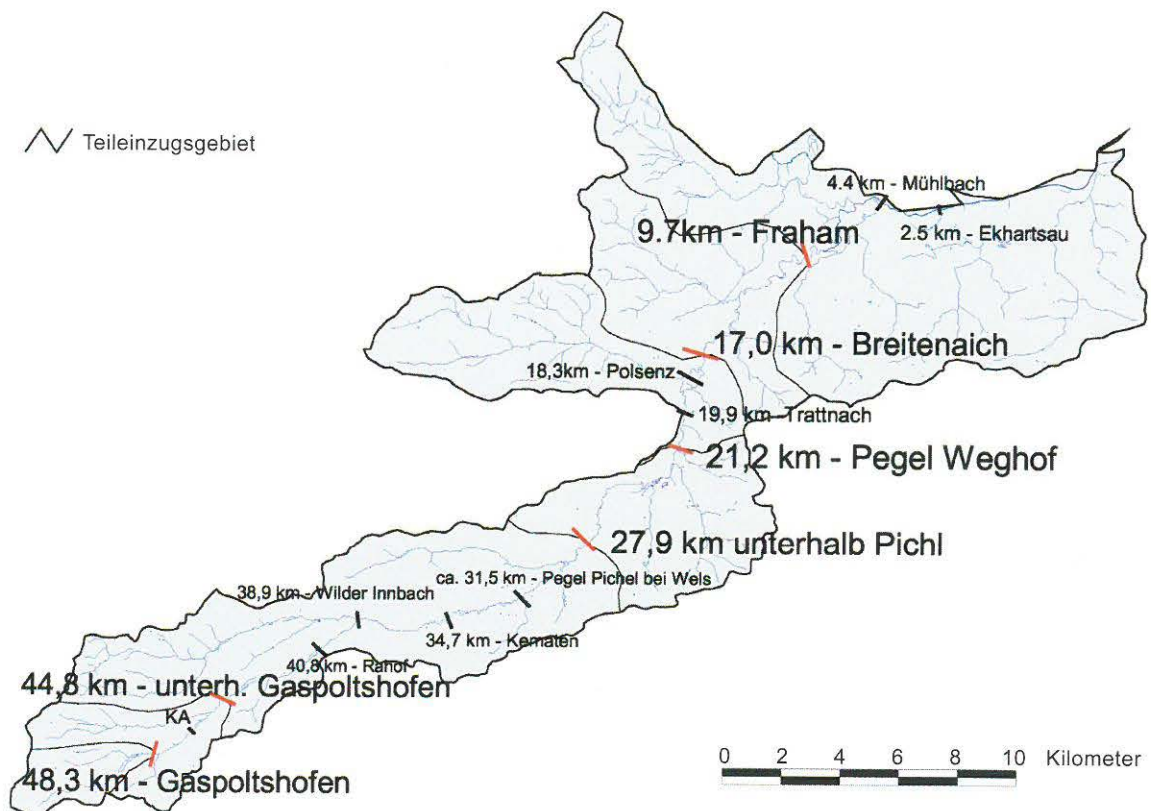 Teileinzugsgebiet
4.4 km - Mühlbach
9.7km - Fraham
2.5 km - Ekhartsau
17,0 km - Breitenaich
18,3km - Polsenz
19,9 km -Trattnach
21,2 km - Pegel Weghof
27,9 km unterhalb Pichl
ca. 31,5 km - Pegel Pichel bei Wels
38,9 km - Wilder Innbach
34,7 km - Kematen
40,8 km - Rahof
44,8 km - unterh. Gaspoltshofen
KA
48,3 km - Gaspoltshofen
0 2 4 6 8 10 Kilometer